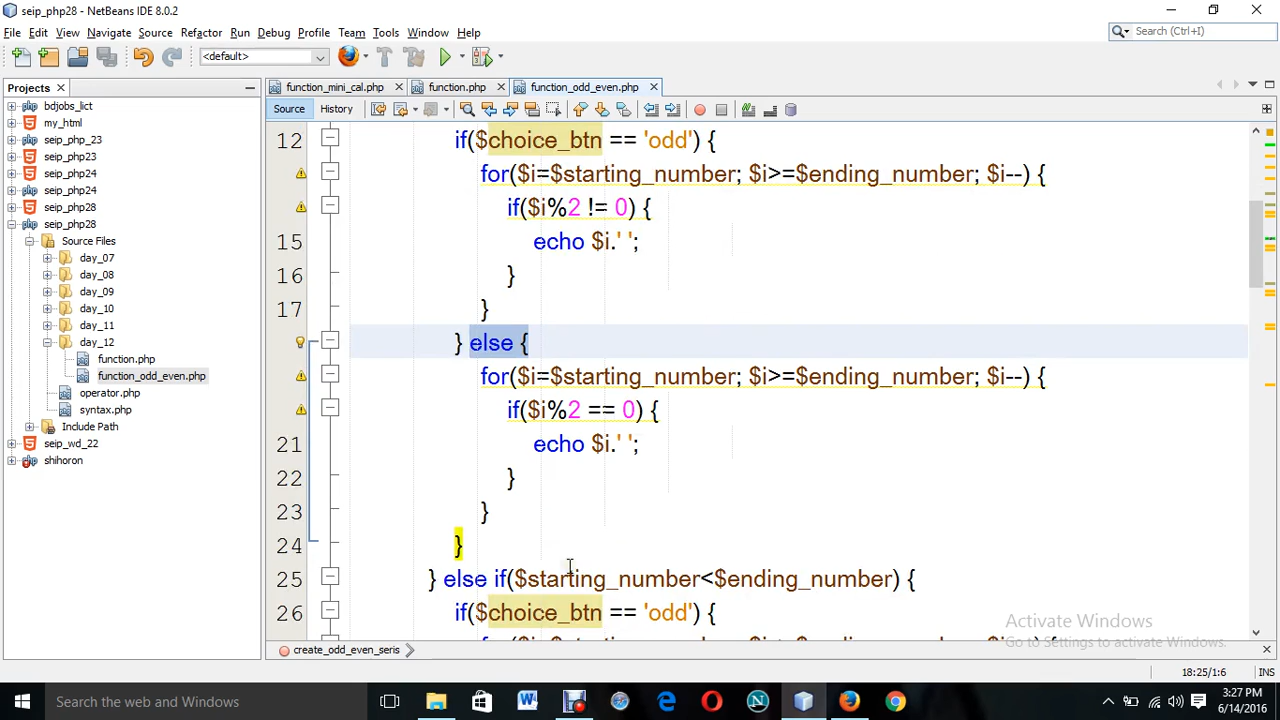 seip_php28 - NetBeans IDE 8.0.2
File Edit View Navigate Source Refactor Run Debug Profile Team Tools Window Help
Search (Ctrl+I)
<default>
Projects
function_mini_cal.php
function.php
function_odd_even.php
Source
History
bdjobs_lict
my_html
seip_php_23
seip_php23
seip_php24
seip_php24
seip_php28
seip_php28
Source Files
day_07
day_08
day_09
day_10
day_11
day_12
function.php
function_odd_even.php
operator.php
syntax.php
Include Path
seip_wd_22
shihoron
12 if($choice_btn == 'odd') {
for($i=$starting_number; $i>=$ending_number; $i--) {
if($i%2 != 0) {
15 echo $i.' ';
16 }
17 }
} else {
for($i=$starting_number; $i>=$ending_number; $i--) {
if($i%2 == 0) {
21 echo $i.' ';
22 }
23 }
24 }
25 } else if($starting_number<$ending_number) {
26 if($choice_btn == 'odd') {
Activate Windows
Go to Settings to activate Windows.
create_odd_even_seris
18:25/1:6
INS
Search the web and Windows
3:27 PM
6/14/2016